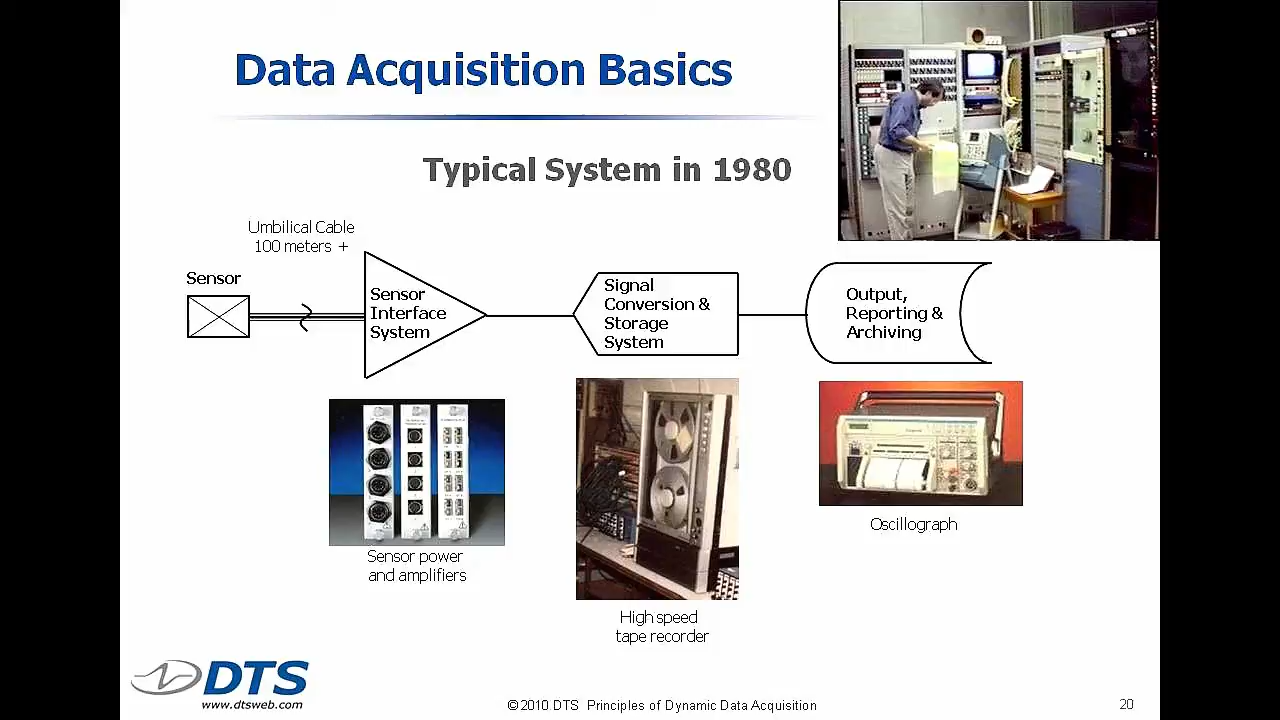 Data Acquisition Basics
Typical System in 1980
Umbilical Cable
100 meters +
Sensor
Sensor
Interface
System
Signal
Conversion &
Storage
System
Output,
Reporting &
Archiving
Sensor power
and amplifiers
High speed
tape recorder
Oscillograph
DTS
www.dtsweb.com
©2010 DTS Principles of Dynamic Data Acquisition
20